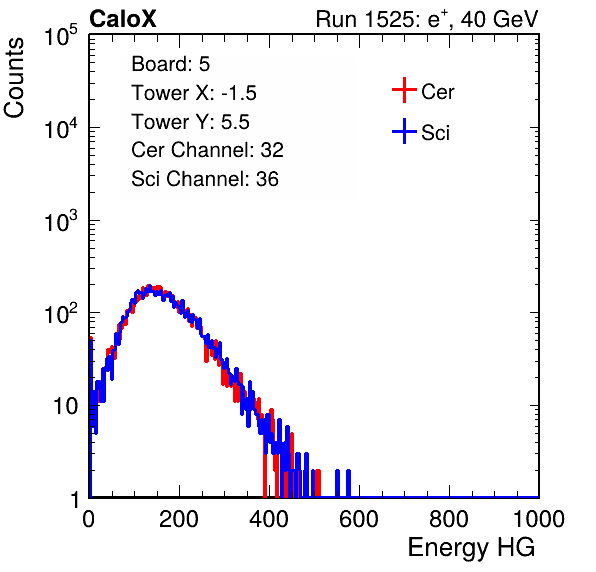 CaloX Run 1525: e⁺, 40 GeV
Counts
Board: 5
Tower X: -1.5
Tower Y: 5.5
Cer Channel: 32
Sci Channel: 36
Cer
Sci
10⁵
10⁴
10³
10²
10
1
0 200 400 600 800 1000
Energy HG